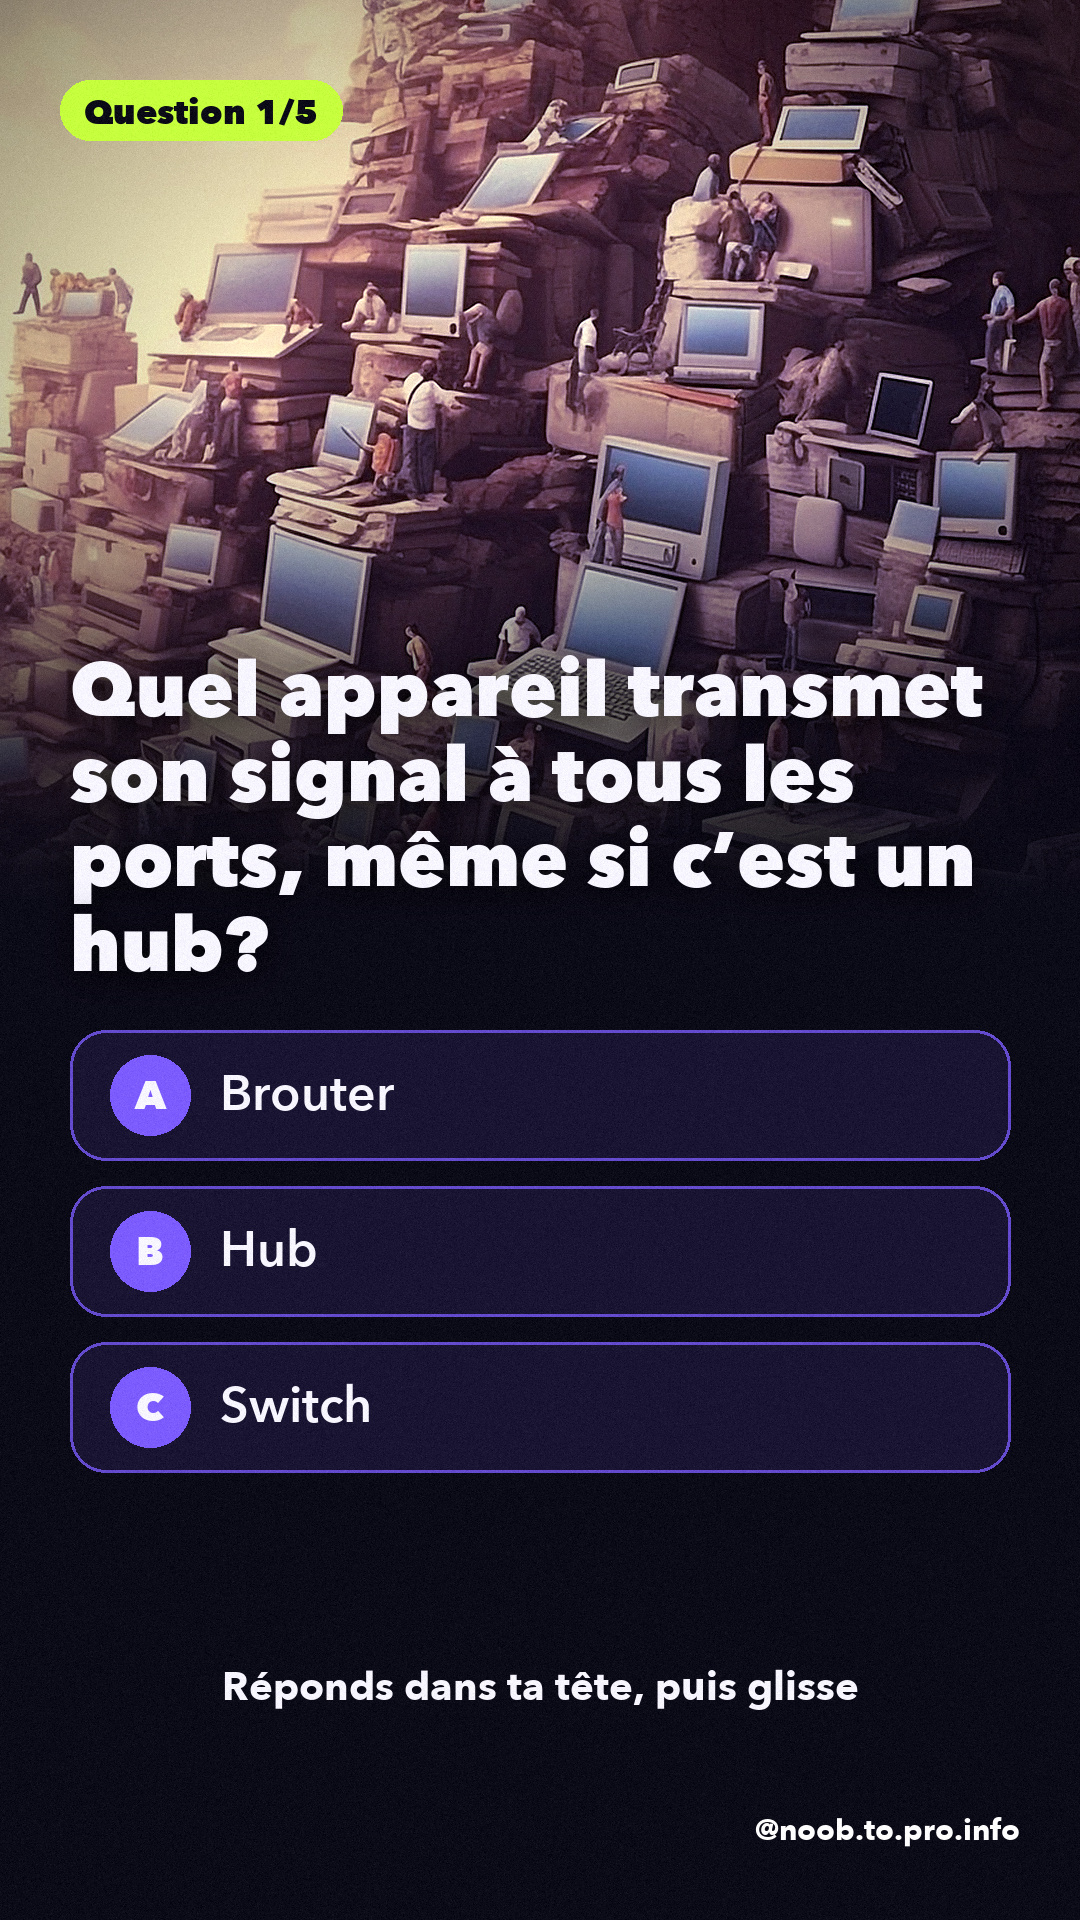 Question 1/5
Quel appareil transmet
son signal à tous les
ports, même si c’est un
hub?
A Brouter
B Hub
C Switch
Réponds dans ta tête, puis glisse
@noob.to.pro.info